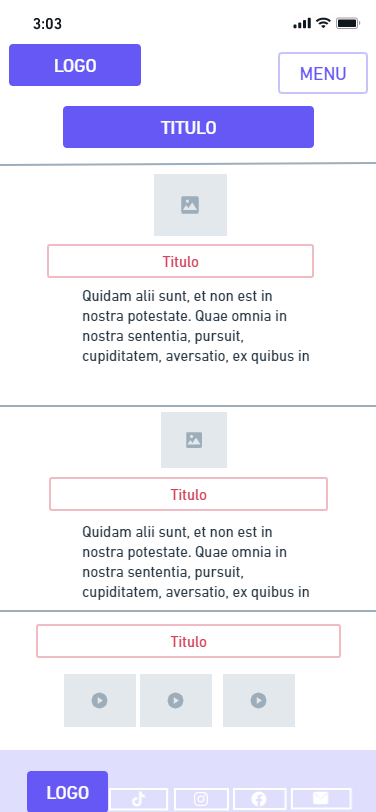 3:03
LOGO
MENU
TITULO
Titulo
Quidam alii sunt, et non est in
nostra potestate. Quae omnia in
nostra sententia, pursuit,
cupiditatem, aversatio, ex quibus in
Titulo
Quidam alii sunt, et non est in
nostra potestate. Quae omnia in
nostra sententia, pursuit,
cupiditatem, aversatio, ex quibus in
Titulo
LOGO